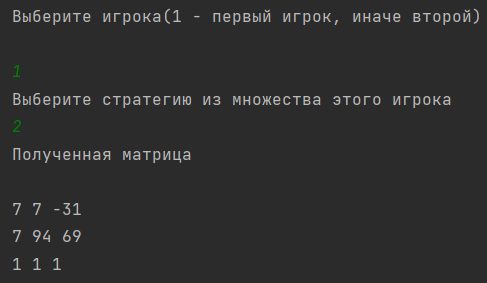 Выберите игрока(1 - первый игрок, иначе второй)
1
Выберите стратегию из множества этого игрока
2
Полученная матрица
7 7 -31
7 94 69
1 1 1